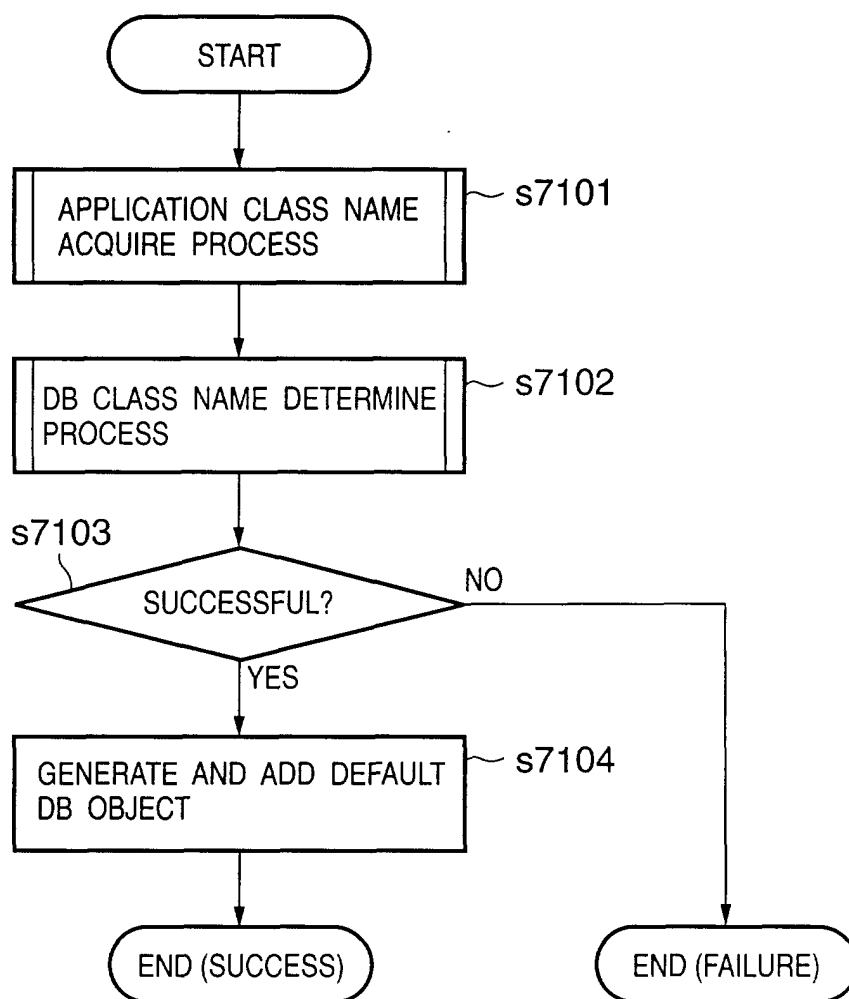 START
APPLICATION CLASS NAME
ACQUIRE PROCESS
s7101
DB CLASS NAME DETERMINE
PROCESS
s7102
s7103
SUCCESSFUL?
NO
YES
GENERATE AND ADD DEFAULT
DB OBJECT
s7104
END (SUCCESS)
END (FAILURE)